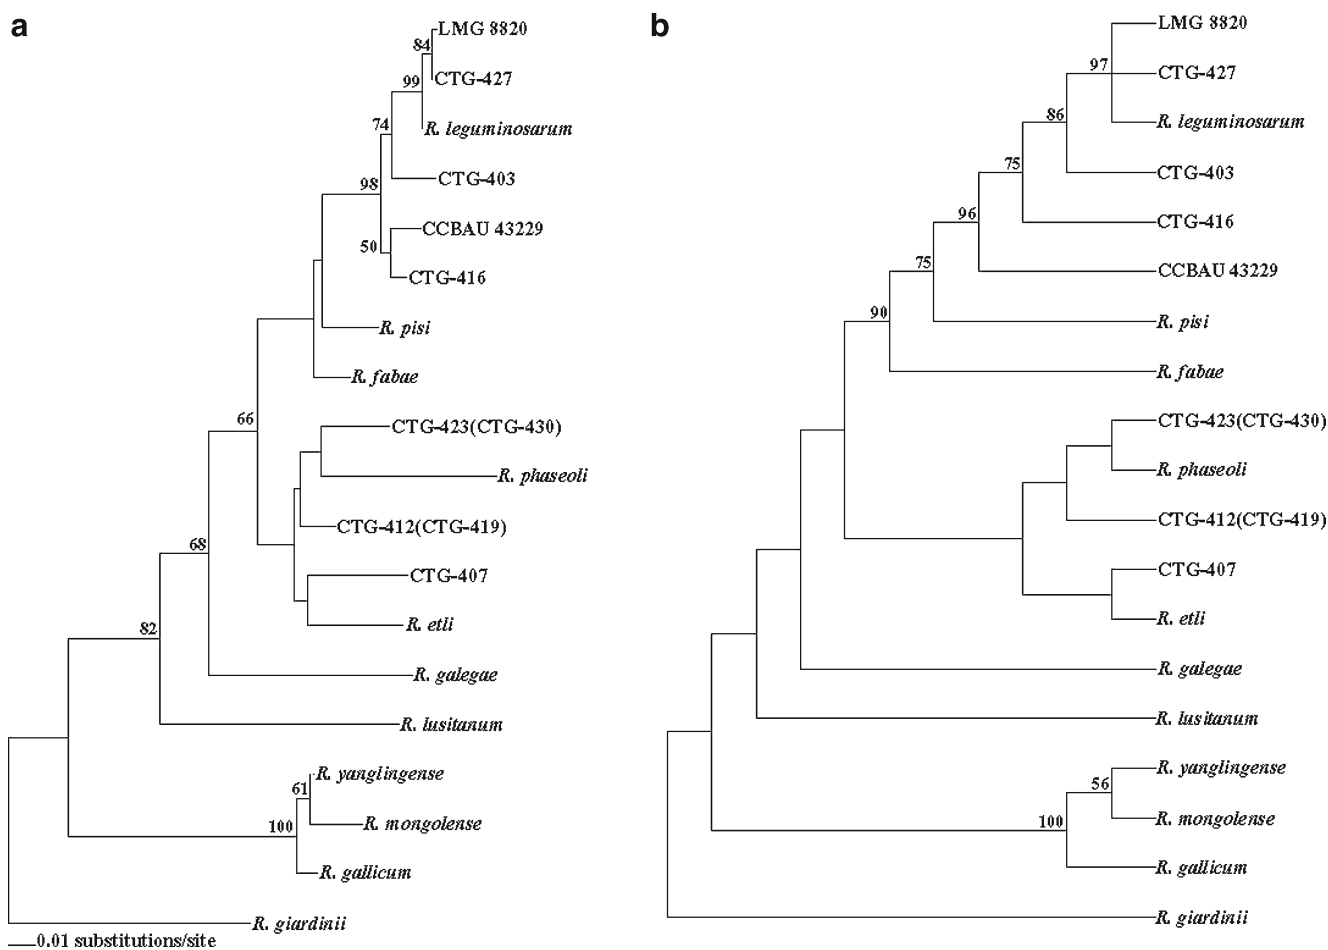 a
LMG 8820
84
CTG-427
99
R. leguminosarum
74
CTG-403
98
CCBAU 43229
50
CTG-416
R. pisi
R. fabae
66
CTG-423(CTG-430)
R. phaseoli
CTG-412(CTG-419)
68
CTG-407
R. etli
82
R. galegae
R. lusitanum
R. yanglingense
61
R. mongolense
100
R. gallicum
R. giardinii
0.01 substitutions/site
b
LMG 8820
97
CTG-427
86
R. leguminosarum
75
CTG-403
96
CTG-416
75
CCBAU 43229
90
R. pisi
R. fabae
CTG-423(CTG-430)
R. phaseoli
CTG-412(CTG-419)
CTG-407
R. etli
R. galegae
R. lusitanum
R. yanglingense
56
R. mongolense
100
R. gallicum
R. giardinii